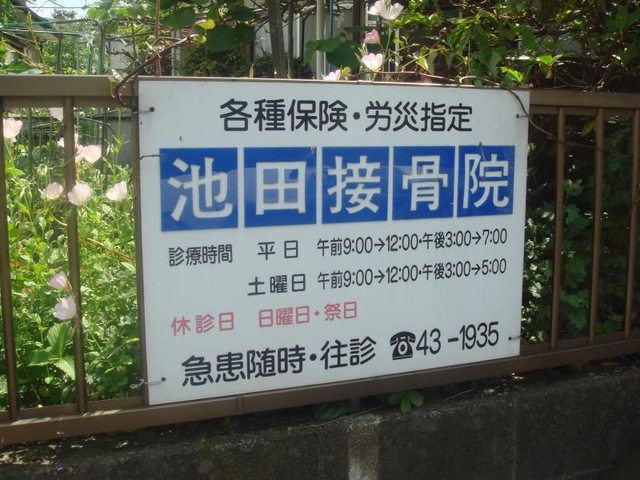 各種保険・労災指定
池田接骨院
診療時間 平日 午前9:00→12:00・午後3:00→7:00
土曜日 午前9:00→12:00・午後3:00→5:00
休診日 日曜日・祭日
急患随時・往診 ☎43-1935